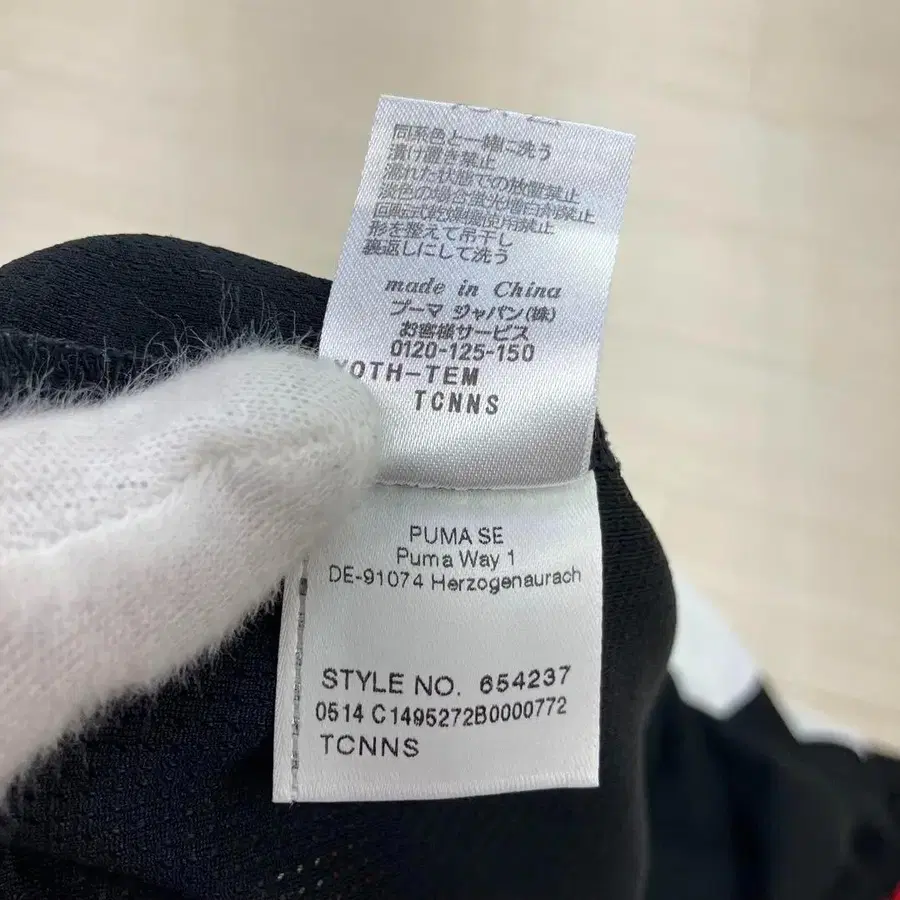 同系色と一緒に洗う
漬け置き禁止
濡れた状態での放置禁止
淡色の場合蛍光増白剤禁止
回転式乾燥機使用禁止
形を整えて吊干し
裏返しにして洗う
made in China
プーマ ジャパン(株)
お客様サービス
0120-125-150
YOTH-TEM
TCNNS
PUMA SE
Puma Way 1
DE-91074 Herzogenaurach
STYLE NO. 654237
0514 C1495272B0000772
TCNNS